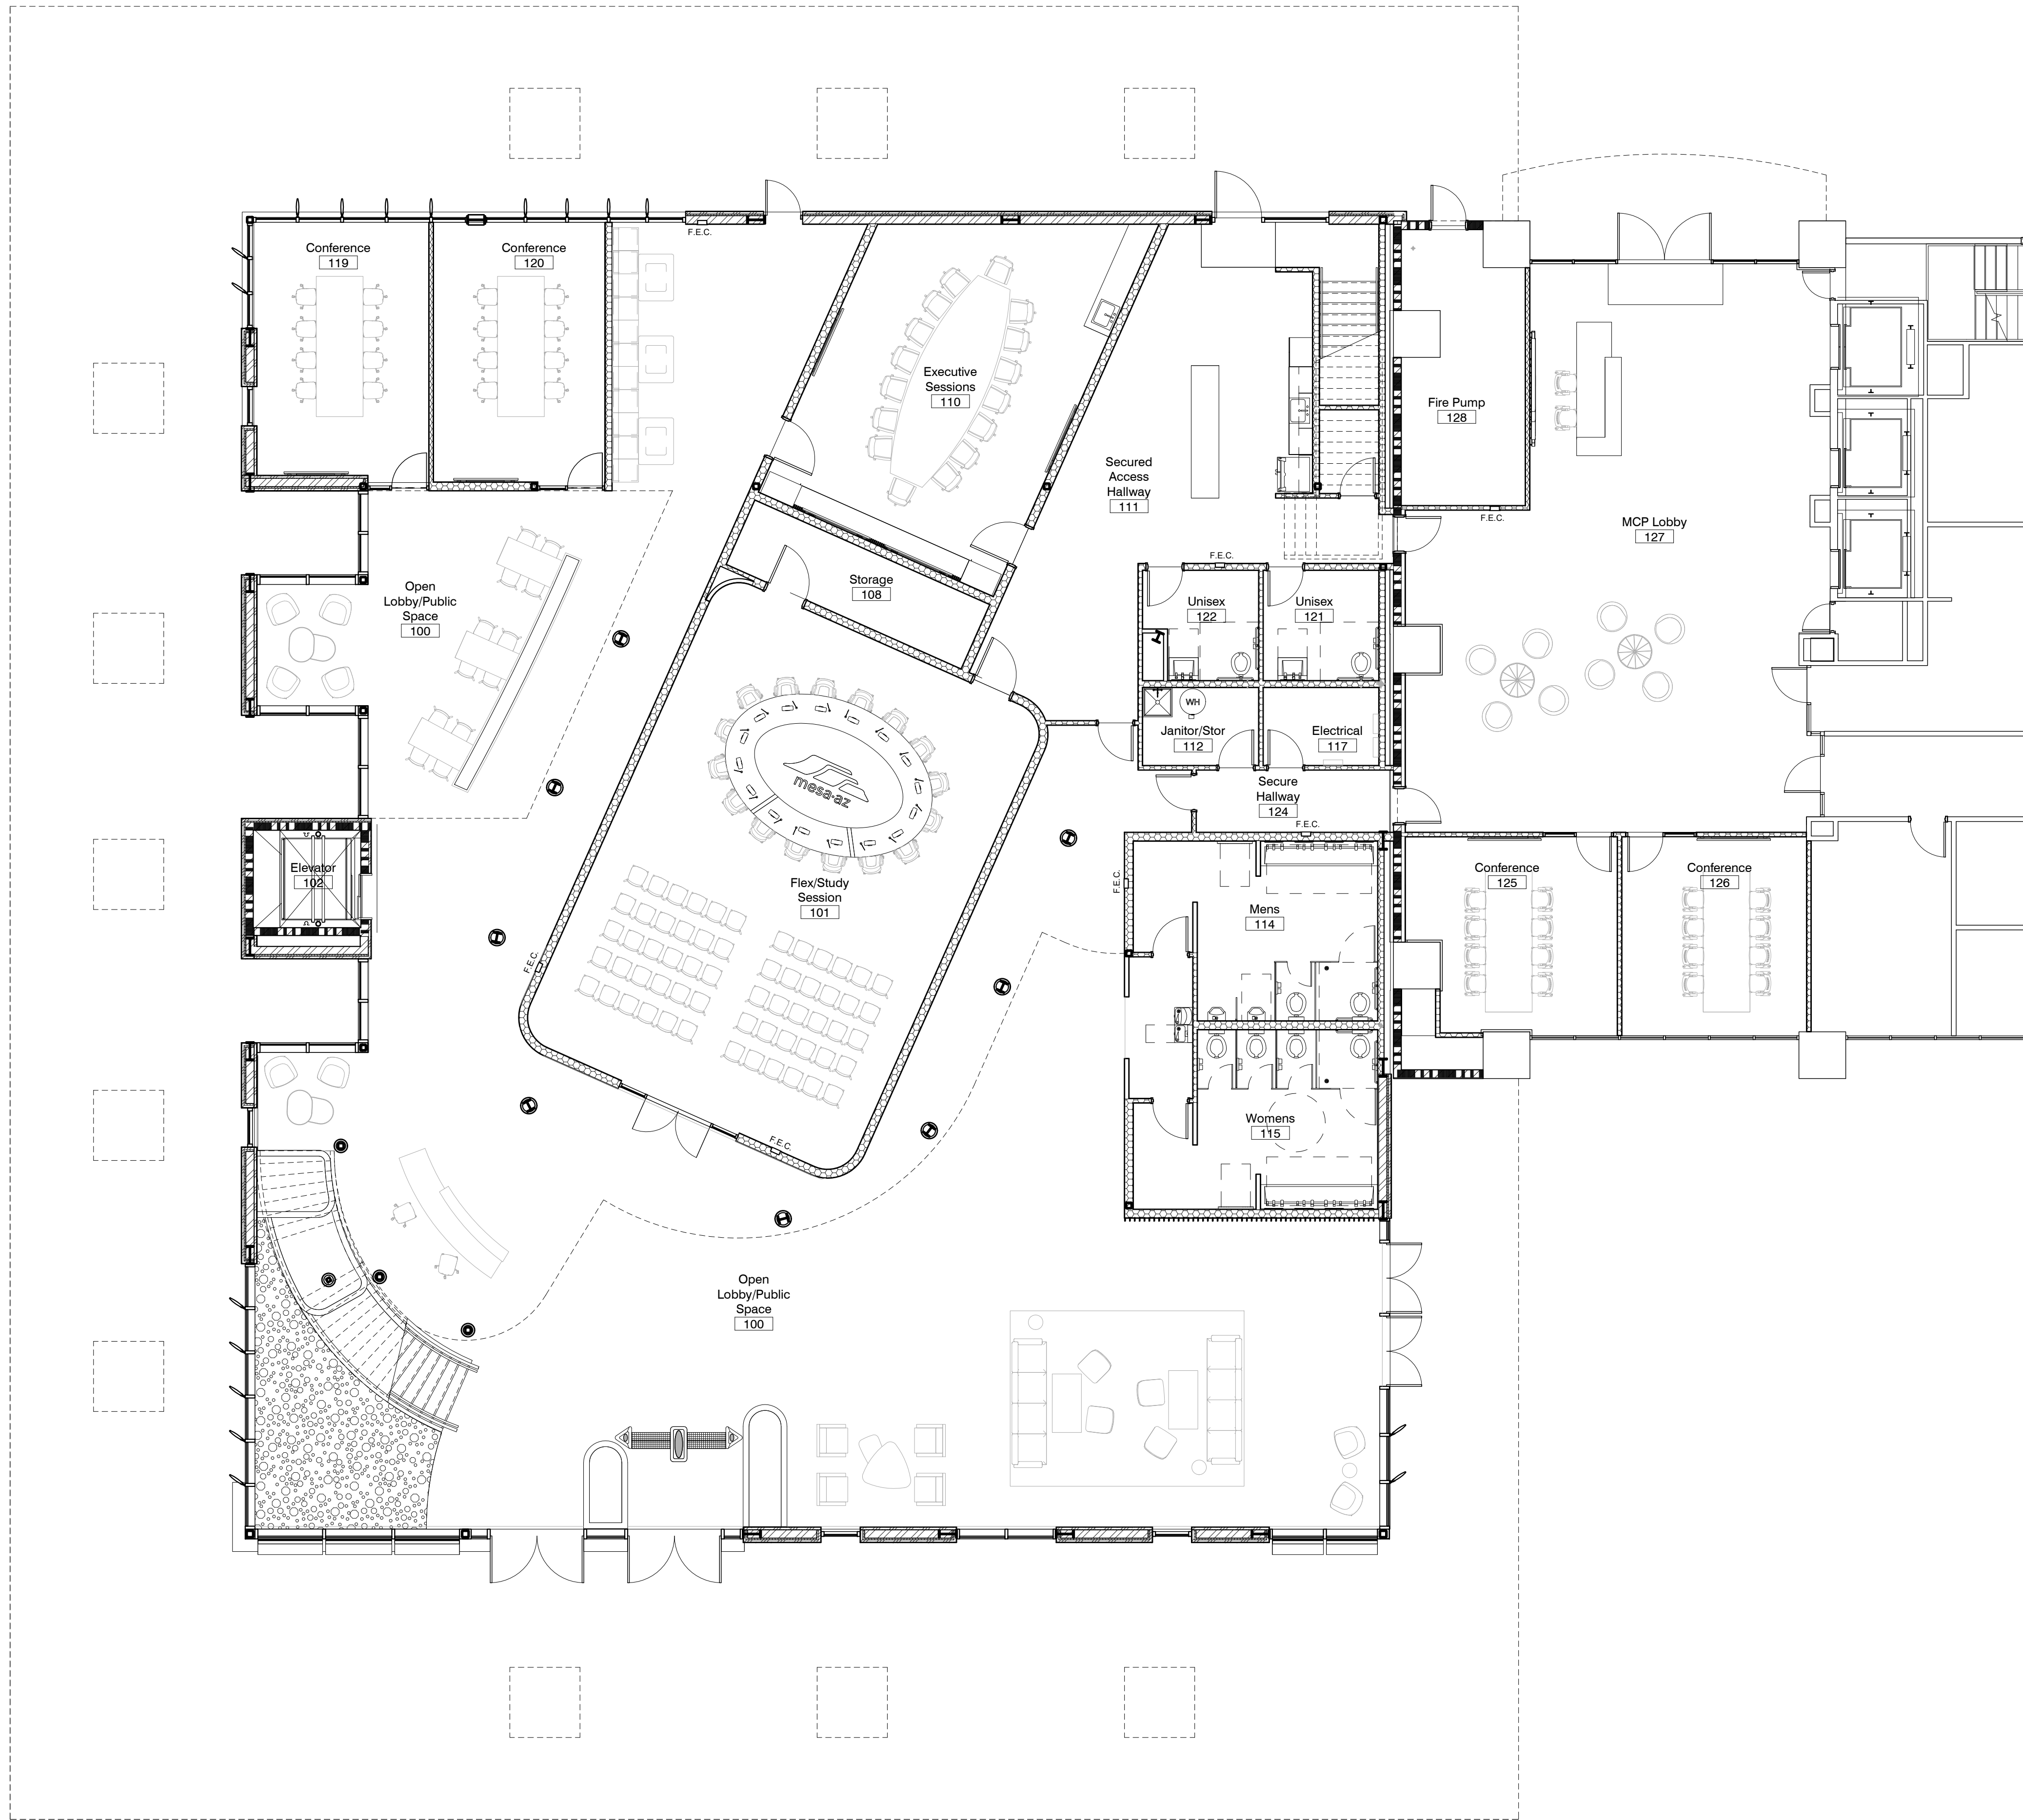 F.E.C.
Conference
119
Conference
120
Executive
Sessions
110
Fire Pump
128
Secured
Access
Hallway
111
F.E.C.
MCP Lobby
127
F.E.C.
Open
Lobby/Public
Space
100
Storage
108
Unisex
122
Unisex
121
WH
Janitor/Stor
112
Electrical
117
mesa·az
Secure
Hallway
124
F.E.C.
Elevator
102
Flex/Study
Session
101
F.E.C.
Conference
125
Conference
126
Mens
114
F.E.C.
F.E.C.
Womens
115
Open
Lobby/Public
Space
100